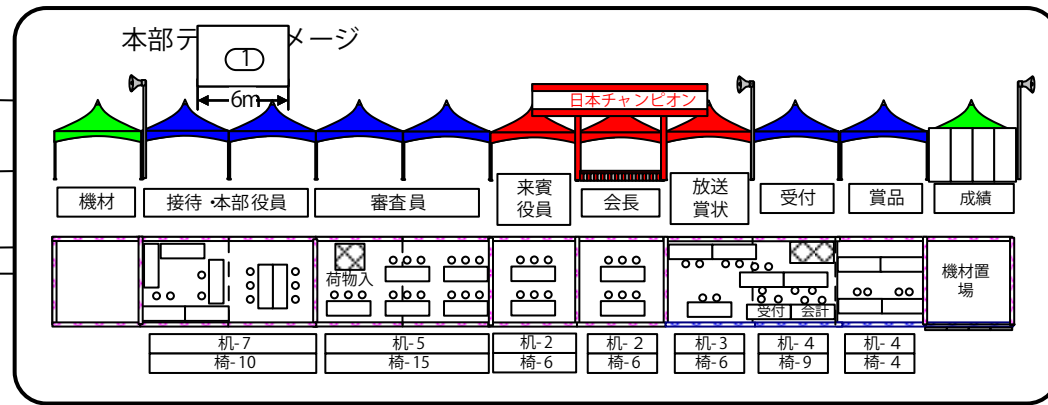 本部テ メージ
1
6m
日本チャンピオン
機材
接待・本部役員
審査員
来賓
役員
会長
放送
賞状
受付
賞品
成績
荷物入
受付
会計
機材置
場
机-7
椅-10
机-5
椅-15
机-2
椅-6
机-2
椅-6
机-3
椅-6
机-4
椅-9
机-4
椅-4